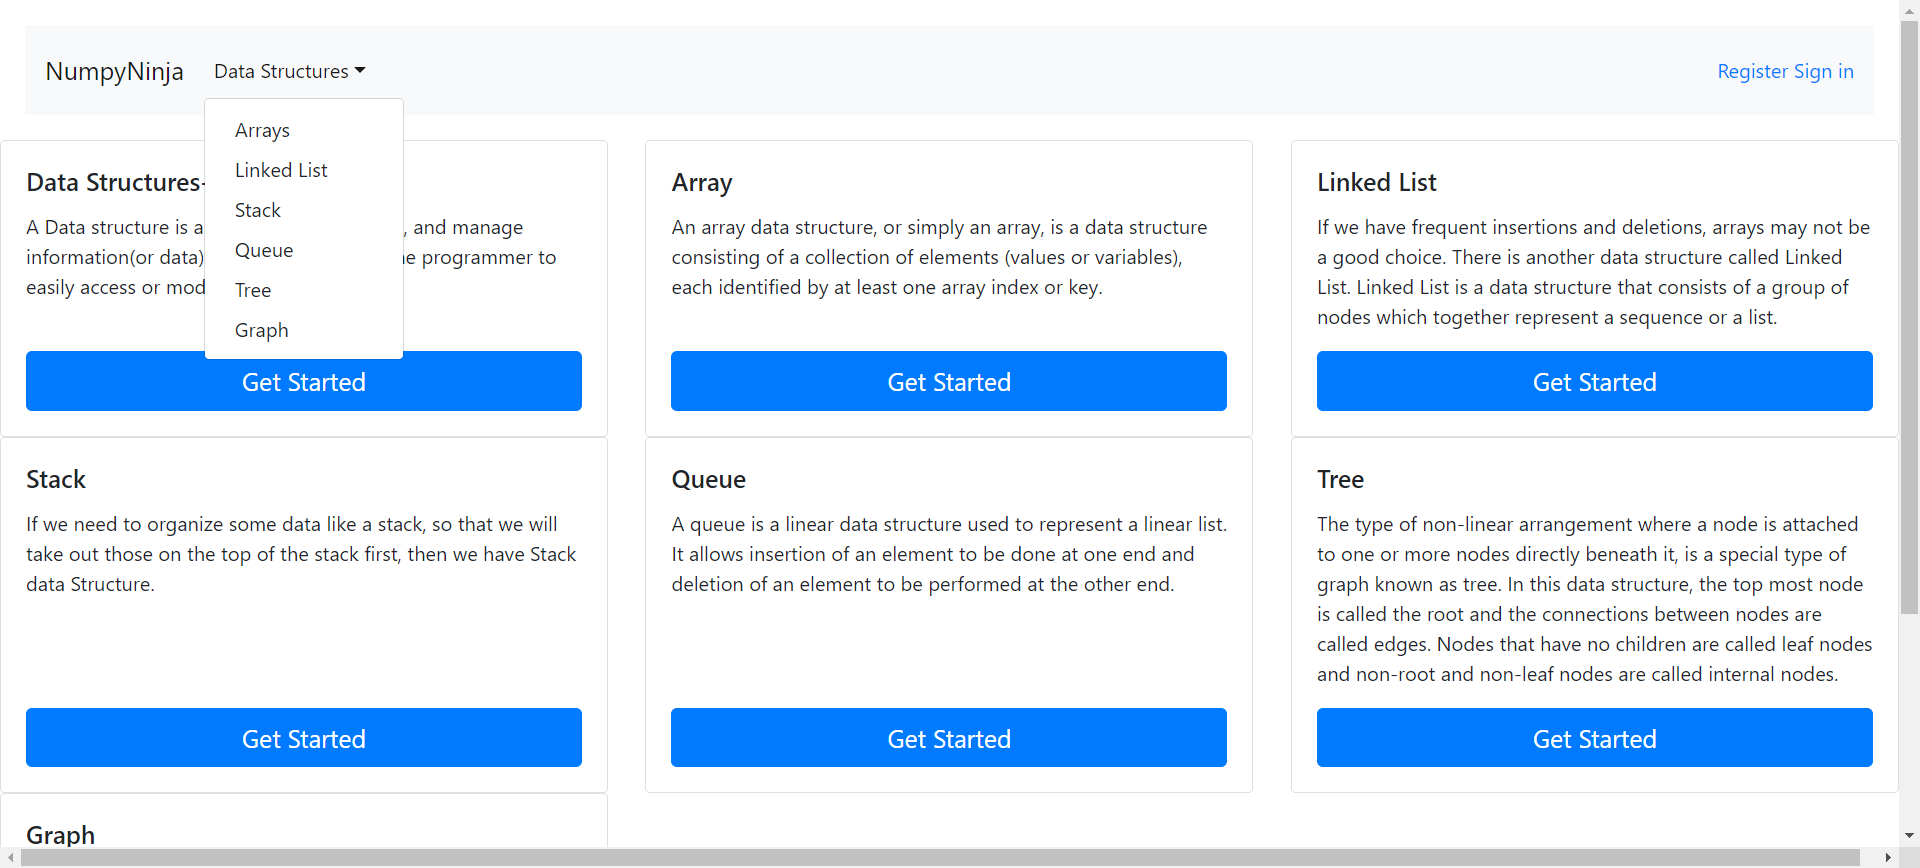 NumpyNinja
Data Structures
Register Sign in
Arrays
Linked List
Stack
Queue
Tree
Graph
Data Structures-
A Data structure is a , and manage
information(or data) programmer to
easily access or
Get Started
Array
An array data structure, or simply an array, is a data structure
consisting of a collection of elements (values or variables),
each identified by at least one array index or key.
Get Started
Linked List
If we have frequent insertions and deletions, arrays may not be
a good choice. There is another data structure called Linked
List. Linked List is a data structure that consists of a group of
nodes which together represent a sequence or a list.
Get Started
Stack
If we need to organize some data like a stack, so that we will
take out those on the top of the stack first, then we have Stack
data Structure.
Get Started
Queue
A queue is a linear data structure used to represent a linear list.
It allows insertion of an element to be done at one end and
deletion of an element to be performed at the other end.
Get Started
Tree
The type of non-linear arrangement where a node is attached
to one or more nodes directly beneath it, is a special type of
graph known as tree. In this data structure, the top most node
is called the root and the connections between nodes are
called edges. Nodes that have no children are called leaf nodes
and non-root and non-leaf nodes are called internal nodes.
Get Started
Graph